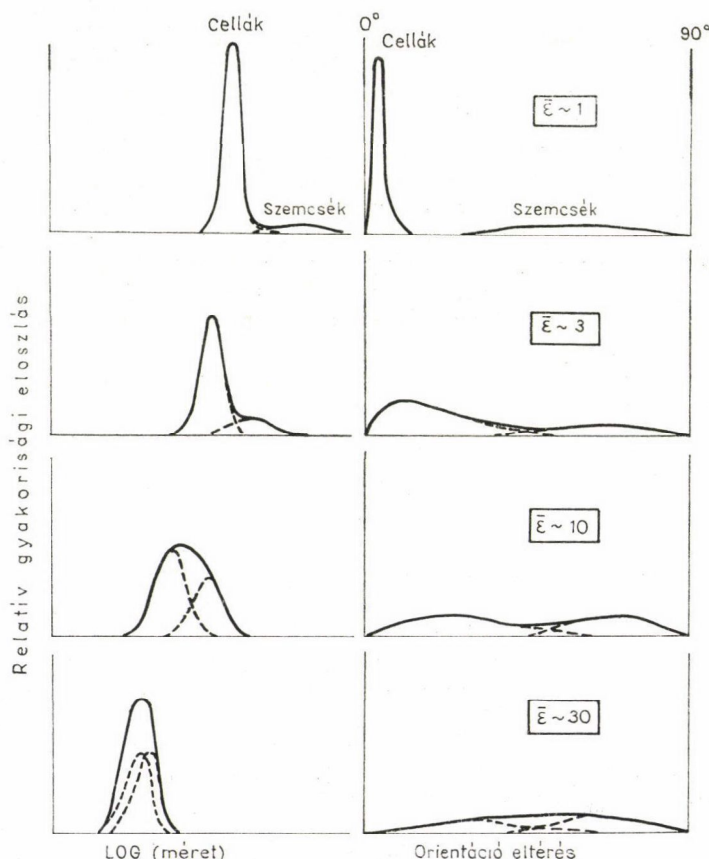 Cellák
0° 90°
Cellák
ε̄ ~ 1
Szemcsék
Szemcsék
ε̄ ~ 3
ε̄ ~ 10
ε̄ ~ 30
Relatív gyakorisági eloszlás
LOG (méret)
Orientáció eltérés